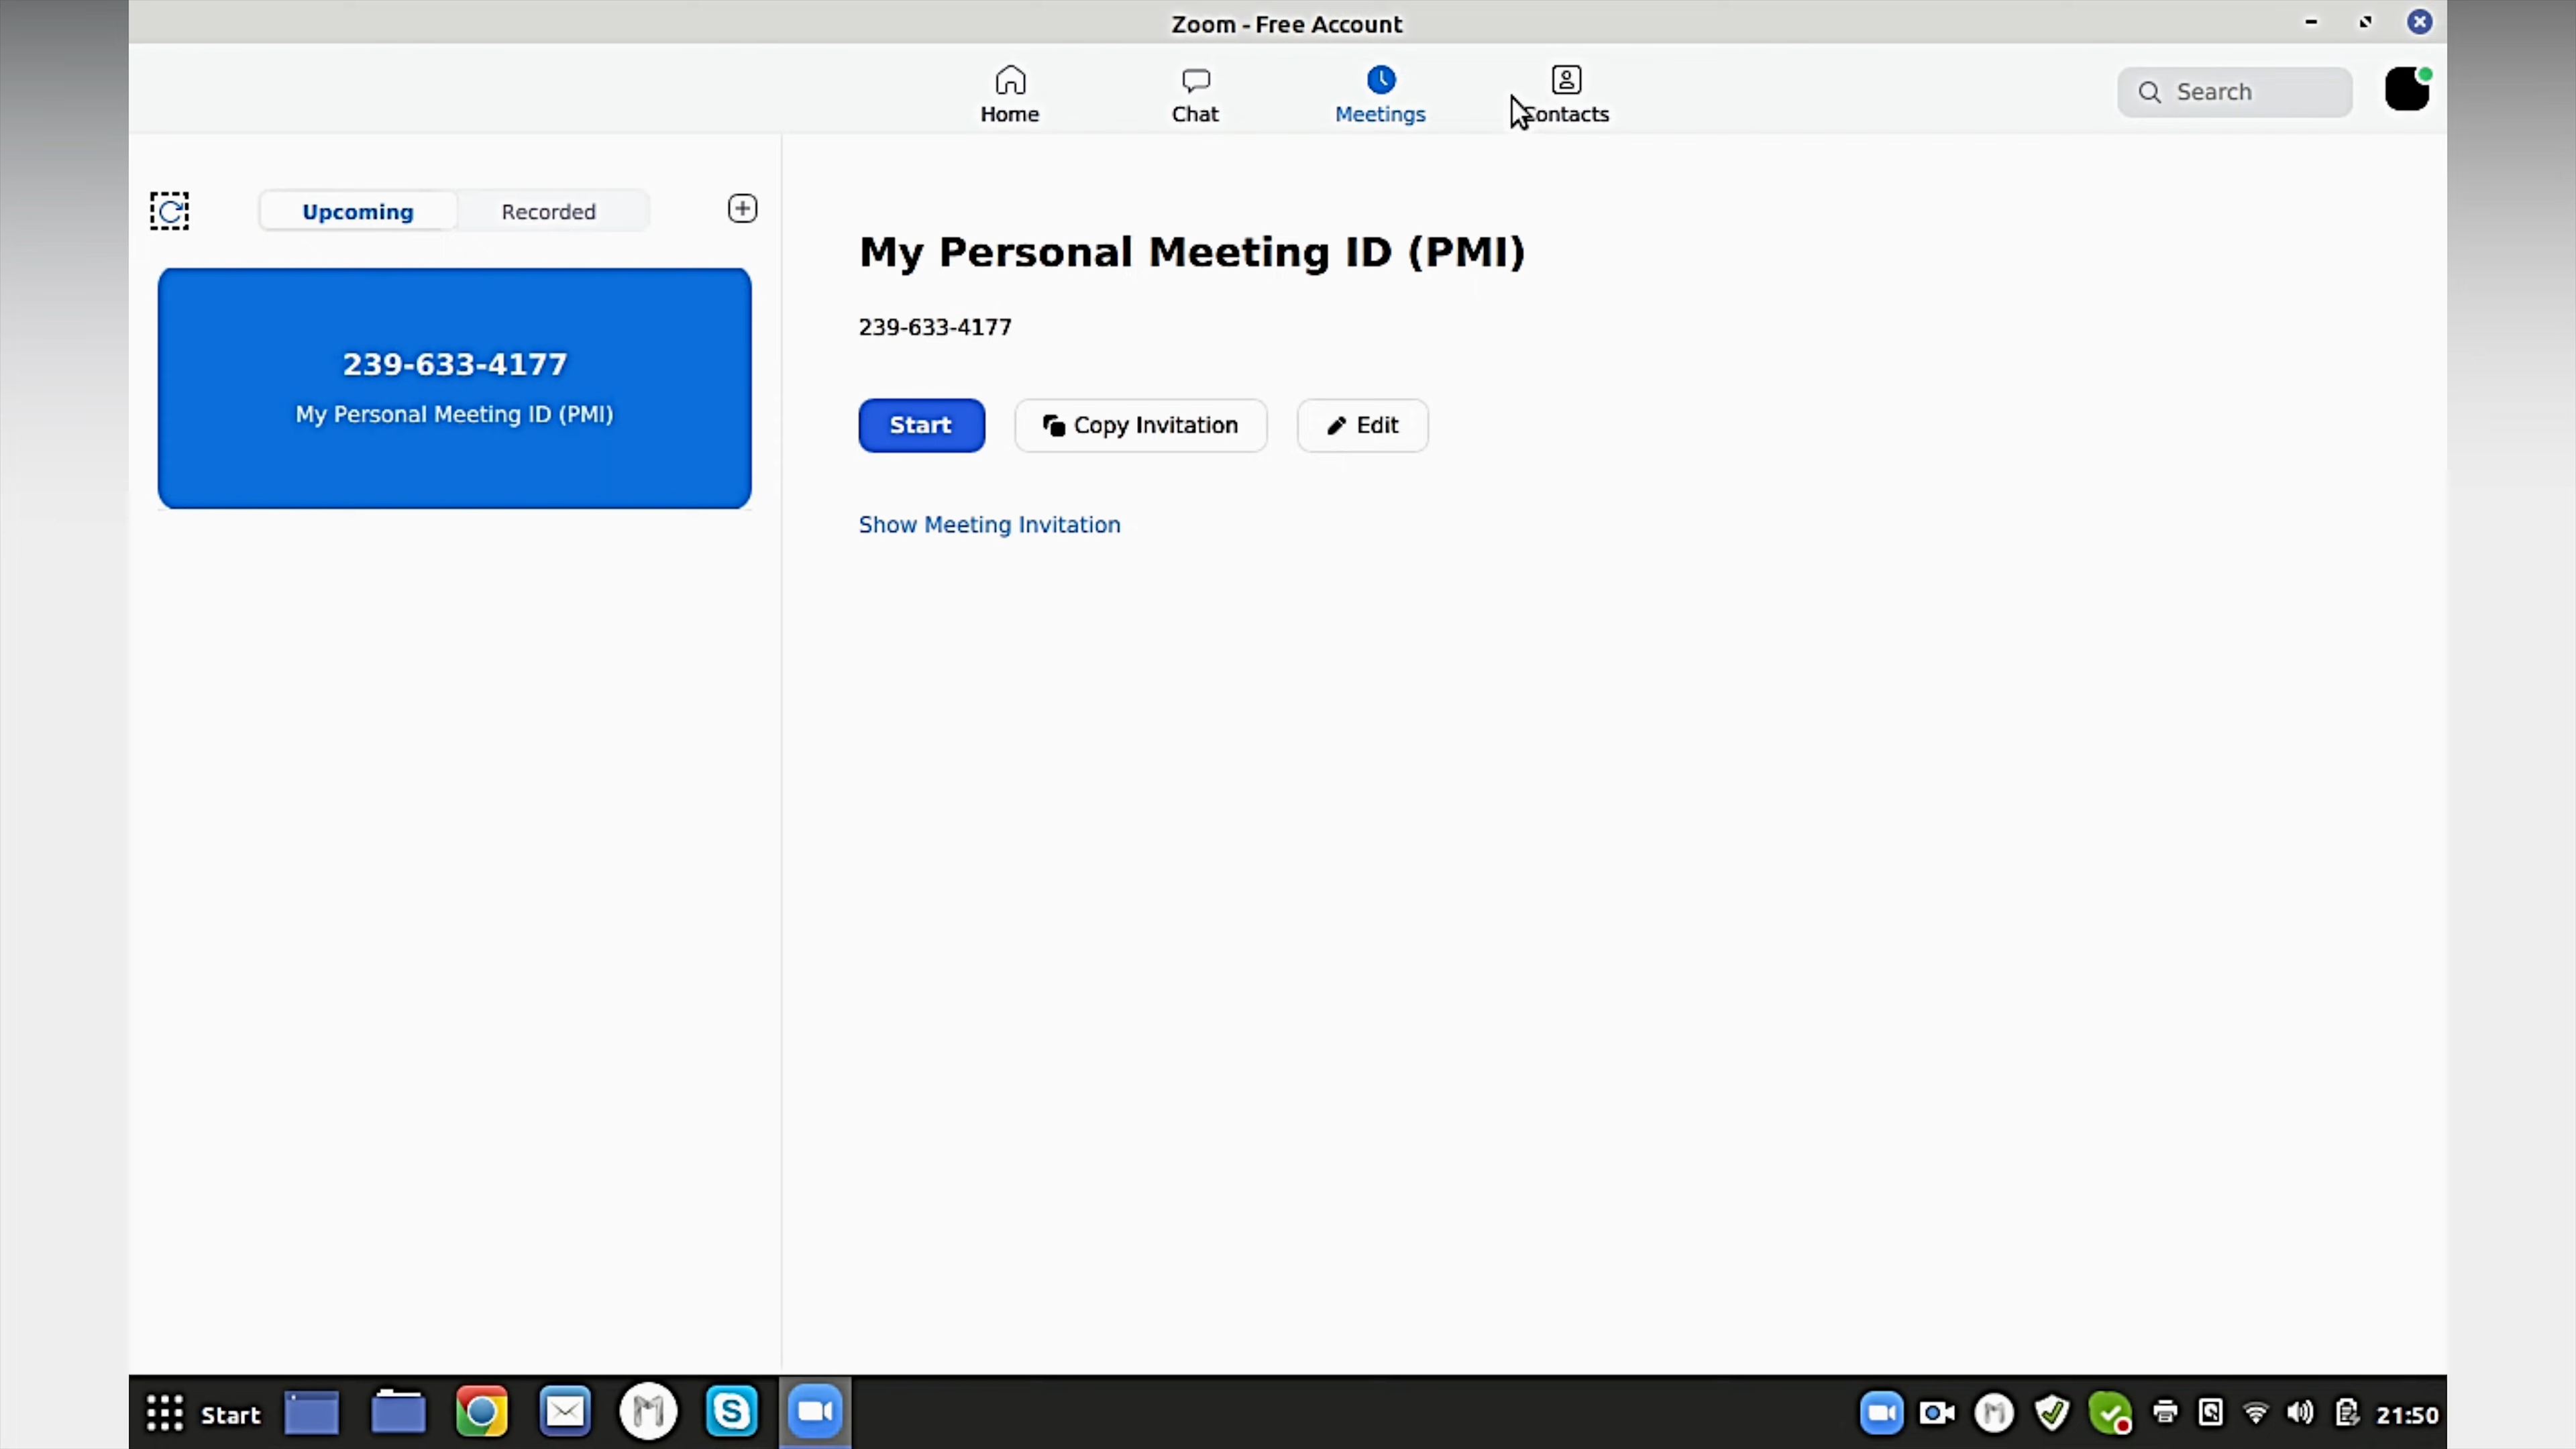 Zoom - Free Account
Home
Chat
Meetings
Contacts
Search
Upcoming
Recorded
239-633-4177
My Personal Meeting ID (PMI)
My Personal Meeting ID (PMI)
239-633-4177
Start
Copy Invitation
Edit
Show Meeting Invitation
Start
S
21:50